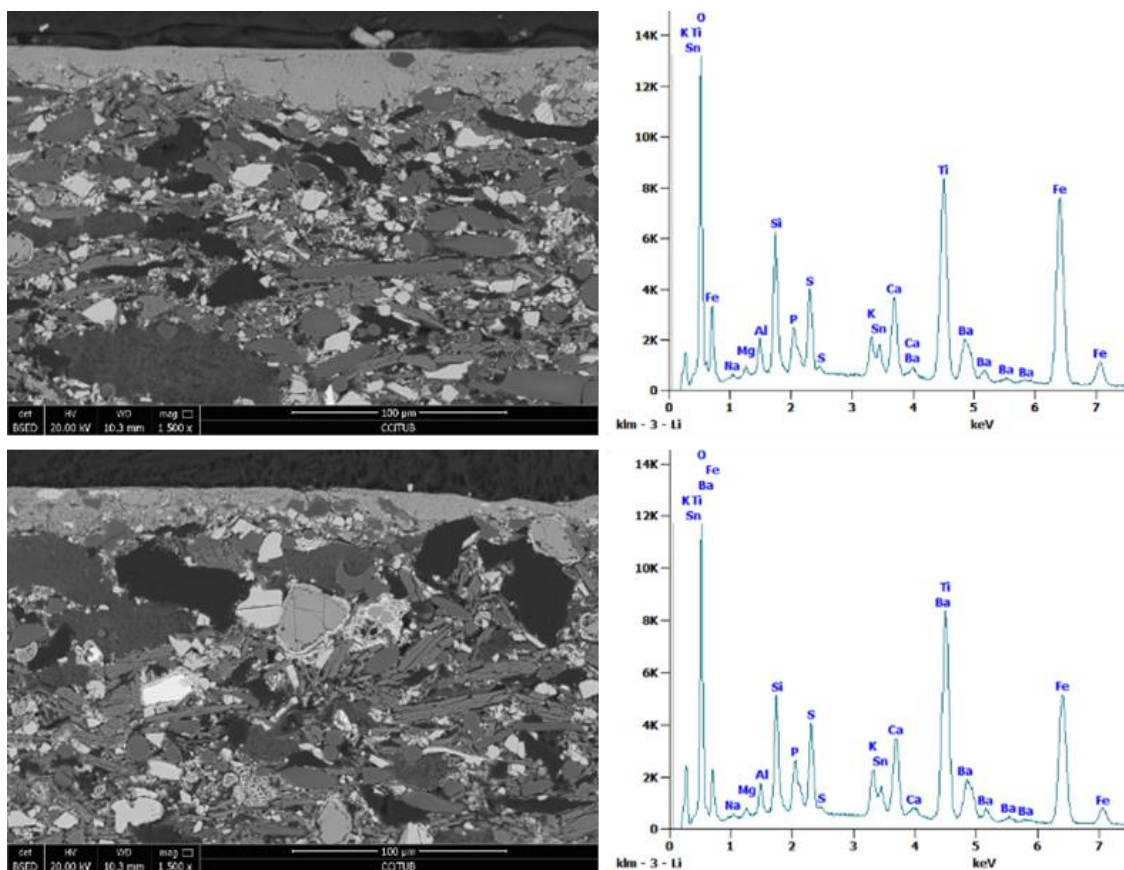 det HV WD mag □
BSED 20.00 kV 10.3 mm 1 500 x
100 µm
CCiTUB
14K
12K
10K
8K
6K
4K
2K
0
O
K Ti
Sn
Fe
Na
Mg
Al
Si
P
S
S
K
Sn
Ca
Ca
Ba
Ti
Ba
Ba
Ba
Ba
Fe
Fe
0 1 2 3 4 5 6 7
klm - 3 - Li
keV
det HV WD mag □
BSED 20.00 kV 10.3 mm 1 500 x
100 µm
CCiTUB
14K
12K
10K
8K
6K
4K
2K
0
O
Fe
Ba
K Ti
Sn
Na
Mg
Al
Si
P
S
S
K
Sn
Ca
Ca
Ti
Ba
Ba
Ba
Ba
Ba
Fe
Fe
0 1 2 3 4 5 6 7
klm - 3 - Li
keV